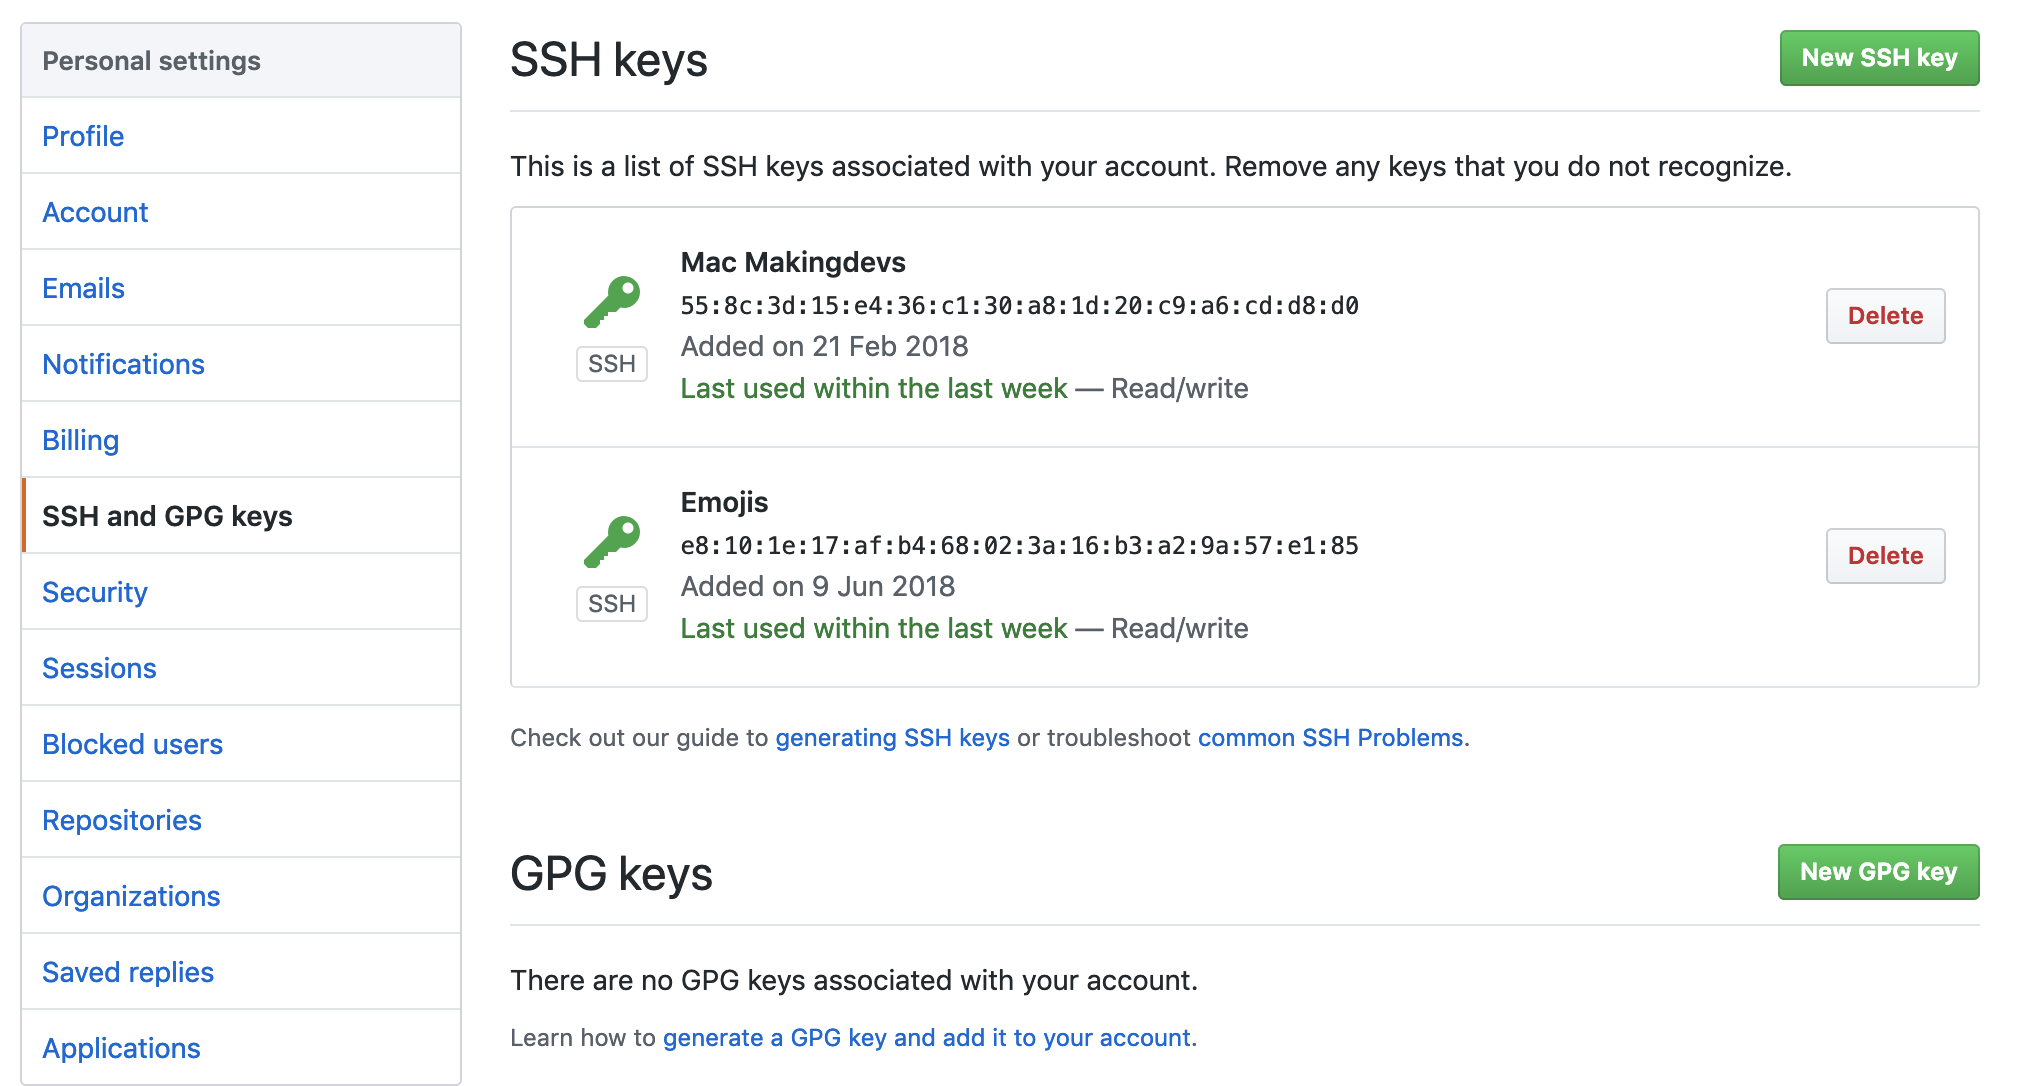 Personal settings
Profile
Account
Emails
Notifications
Billing
SSH and GPG keys
Security
Sessions
Blocked users
Repositories
Organizations
Saved replies
Applications
SSH keys
New SSH key
This is a list of SSH keys associated with your account. Remove any keys that you do not recognize.
Mac Makingdevs
55:8c:3d:15:e4:36:c1:30:a8:1d:20:c9:a6:cd:d8:d0
Added on 21 Feb 2018
Last used within the last week — Read/write
SSH
Delete
Emojis
e8:10:1e:17:af:b4:68:02:3a:16:b3:a2:9a:57:e1:85
Added on 9 Jun 2018
Last used within the last week — Read/write
SSH
Delete
Check out our guide to generating SSH keys or troubleshoot common SSH Problems.
GPG keys
New GPG key
There are no GPG keys associated with your account.
Learn how to generate a GPG key and add it to your account.